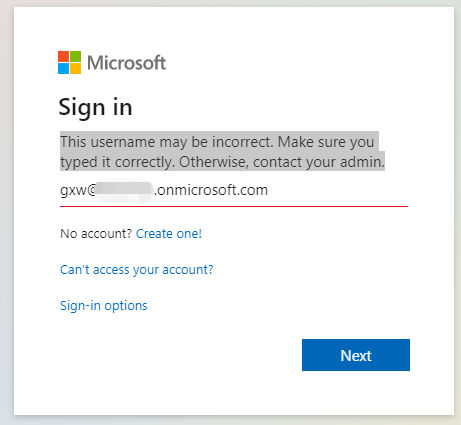 Microsoft
Sign in
This username may be incorrect. Make sure you
typed it correctly. Otherwise, contact your admin.
gxw@ .onmicrosoft.com
No account? Create one!
Can't access your account?
Sign-in options
Next